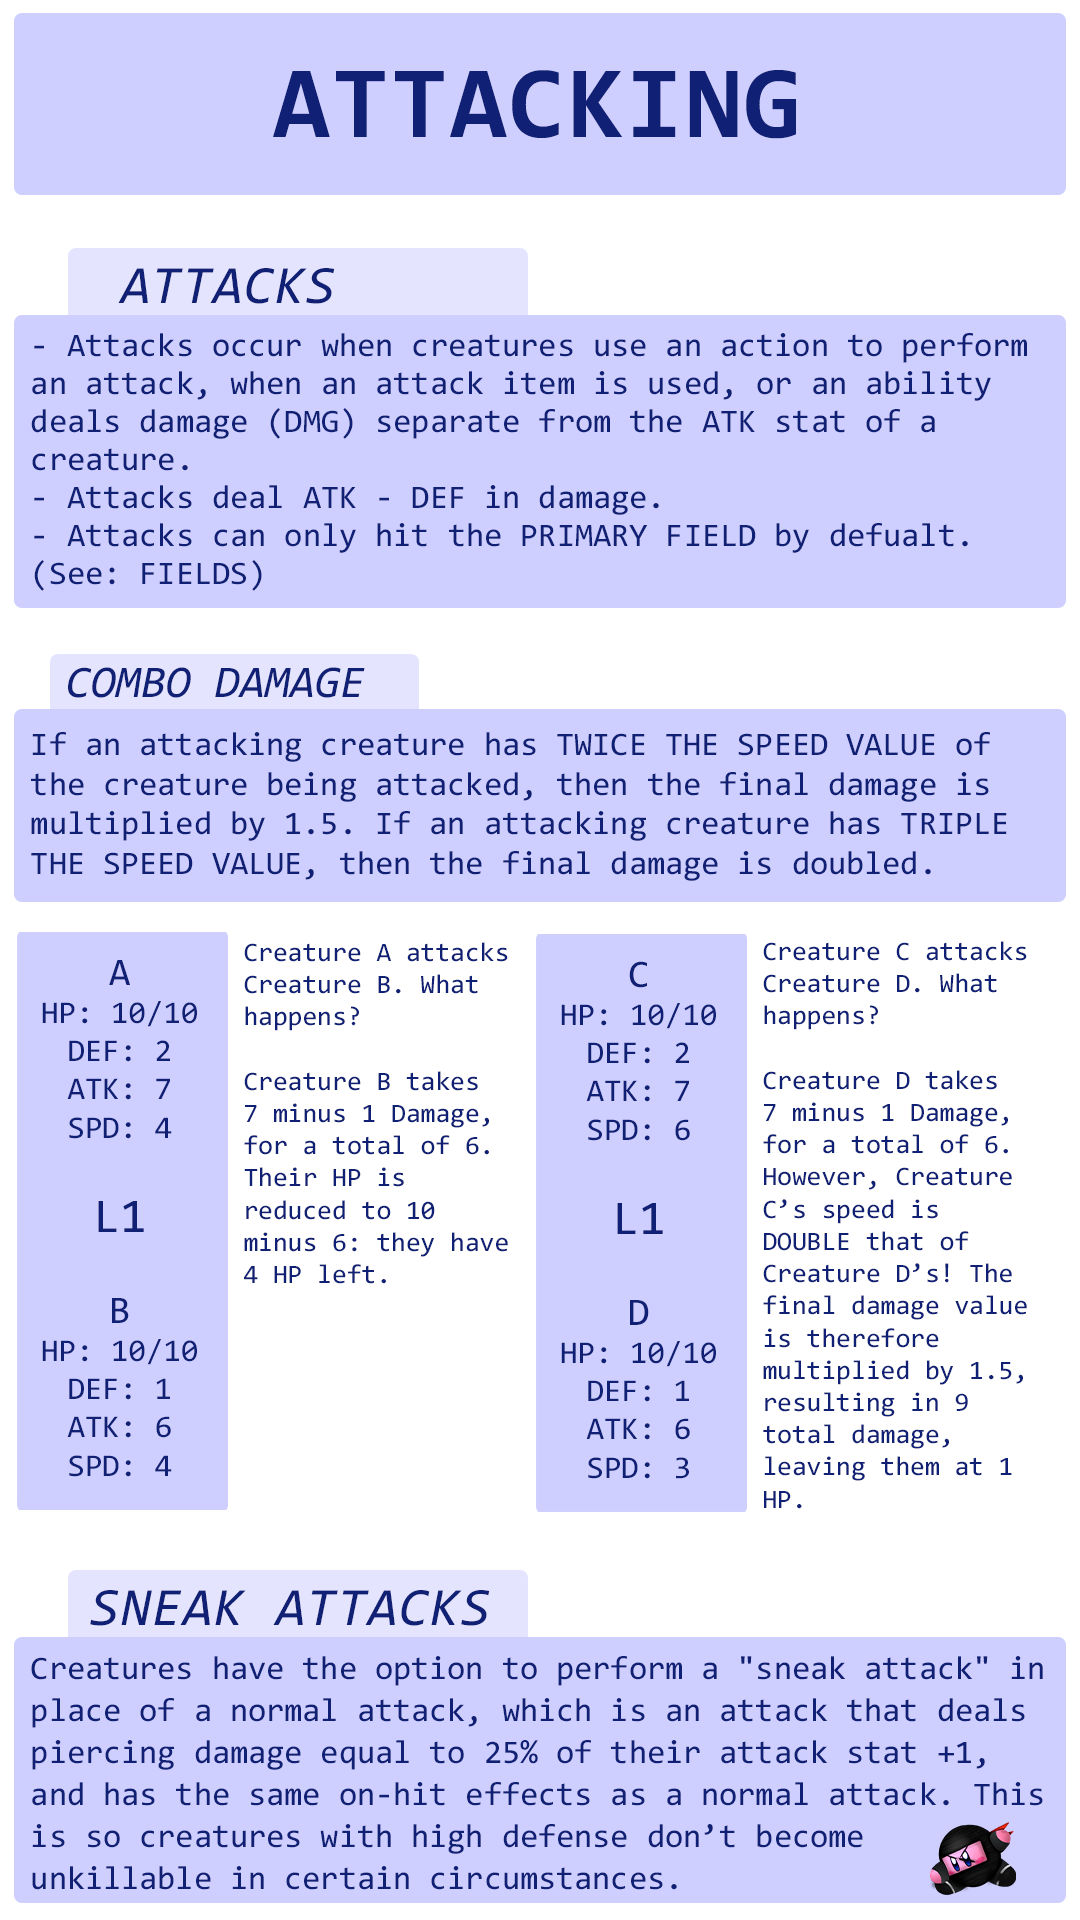 ATTACKING
ATTACKS
- Attacks occur when creatures use an action to perform
an attack, when an attack item is used, or an ability
deals damage (DMG) separate from the ATK stat of a
creature.
- Attacks deal ATK - DEF in damage.
- Attacks can only hit the PRIMARY FIELD by defualt.
(See: FIELDS)
COMBO DAMAGE
If an attacking creature has TWICE THE SPEED VALUE of
the creature being attacked, then the final damage is
multiplied by 1.5. If an attacking creature has TRIPLE
THE SPEED VALUE, then the final damage is doubled.
A
HP: 10/10
DEF: 2
ATK: 7
SPD: 4
L1
B
HP: 10/10
DEF: 1
ATK: 6
SPD: 4
Creature A attacks
Creature B. What
happens?
Creature B takes
7 minus 1 Damage,
for a total of 6.
Their HP is
reduced to 10
minus 6: they have
4 HP left.
C
HP: 10/10
DEF: 2
ATK: 7
SPD: 6
L1
D
HP: 10/10
DEF: 1
ATK: 6
SPD: 3
Creature C attacks
Creature D. What
happens?
Creature D takes
7 minus 1 Damage,
for a total of 6.
However, Creature
C’s speed is
DOUBLE that of
Creature D’s! The
final damage value
is therefore
multiplied by 1.5,
resulting in 9
total damage,
leaving them at 1
HP.
SNEAK ATTACKS
Creatures have the option to perform a "sneak attack" in
place of a normal attack, which is an attack that deals
piercing damage equal to 25% of their attack stat +1,
and has the same on-hit effects as a normal attack. This
is so creatures with high defense don’t become
unkillable in certain circumstances.